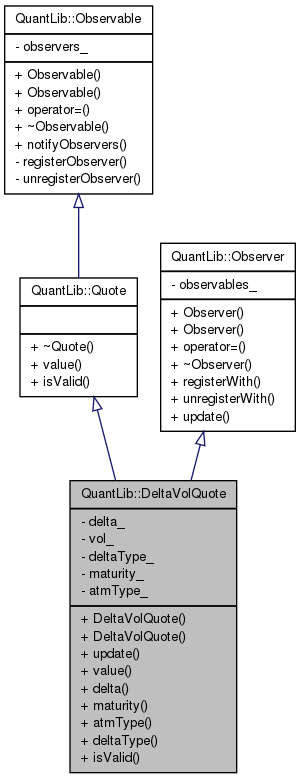 QuantLib::Observable
- observers_
+ Observable()
+ Observable()
+ operator=()
+ ~Observable()
+ notifyObservers()
- registerObserver()
- unregisterObserver()
QuantLib::Quote
+ ~Quote()
+ value()
+ isValid()
QuantLib::Observer
- observables_
+ Observer()
+ Observer()
+ operator=()
+ ~Observer()
+ registerWith()
+ unregisterWith()
+ update()
QuantLib::DeltaVolQuote
- delta_
- vol_
- deltaType_
- maturity_
- atmType_
+ DeltaVolQuote()
+ DeltaVolQuote()
+ update()
+ value()
+ delta()
+ maturity()
+ atmType()
+ deltaType()
+ isValid()